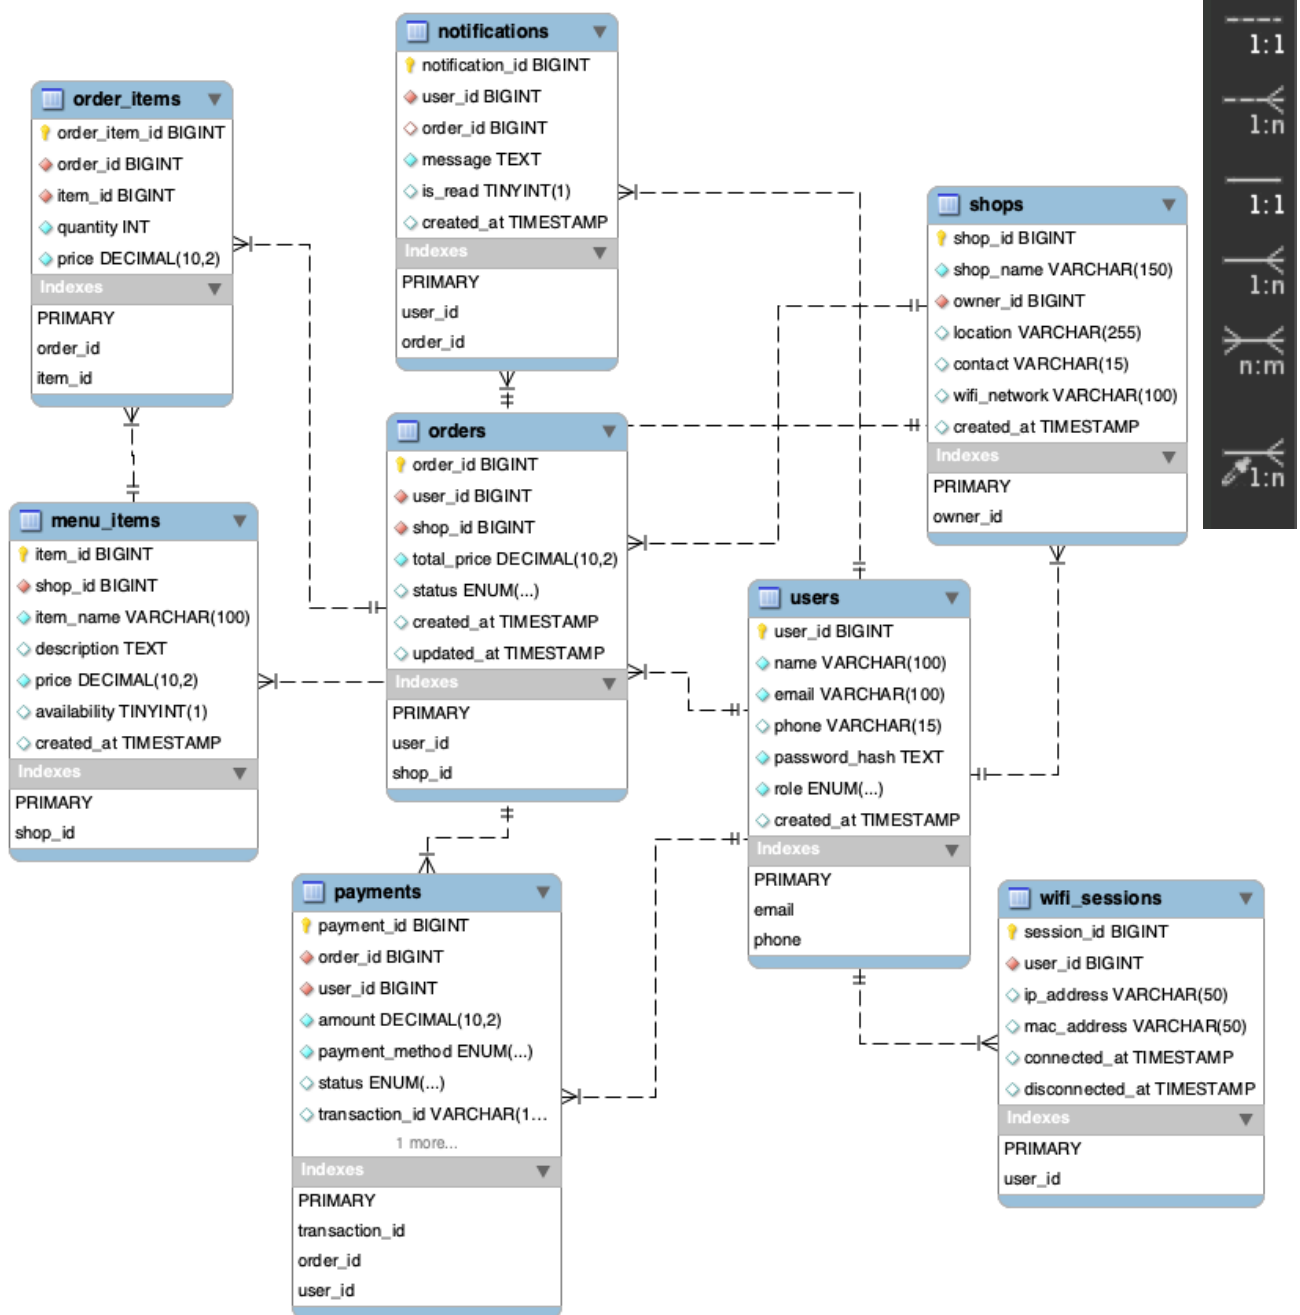 notifications
notification_id BIGINT
user_id BIGINT
order_id BIGINT
message TEXT
is_read TINYINT(1)
created_at TIMESTAMP
Indexes
PRIMARY
user_id
order_id
order_items
order_item_id BIGINT
order_id BIGINT
item_id BIGINT
quantity INT
price DECIMAL(10,2)
Indexes
PRIMARY
order_id
item_id
shops
shop_id BIGINT
shop_name VARCHAR(150)
owner_id BIGINT
location VARCHAR(255)
contact VARCHAR(15)
wifi_network VARCHAR(100)
created_at TIMESTAMP
Indexes
PRIMARY
owner_id
1:1
1:n
1:1
1:n
n:m
1:n
orders
order_id BIGINT
user_id BIGINT
shop_id BIGINT
total_price DECIMAL(10,2)
status ENUM(...)
created_at TIMESTAMP
updated_at TIMESTAMP
Indexes
PRIMARY
user_id
shop_id
menu_items
item_id BIGINT
shop_id BIGINT
item_name VARCHAR(100)
description TEXT
price DECIMAL(10,2)
availability TINYINT(1)
created_at TIMESTAMP
Indexes
PRIMARY
shop_id
users
user_id BIGINT
name VARCHAR(100)
email VARCHAR(100)
phone VARCHAR(15)
password_hash TEXT
role ENUM(...)
created_at TIMESTAMP
Indexes
PRIMARY
email
phone
payments
payment_id BIGINT
order_id BIGINT
user_id BIGINT
amount DECIMAL(10,2)
payment_method ENUM(...)
status ENUM(...)
transaction_id VARCHAR(1...
1 more...
Indexes
PRIMARY
transaction_id
order_id
user_id
wifi_sessions
session_id BIGINT
user_id BIGINT
ip_address VARCHAR(50)
mac_address VARCHAR(50)
connected_at TIMESTAMP
disconnected_at TIMESTAMP
Indexes
PRIMARY
user_id